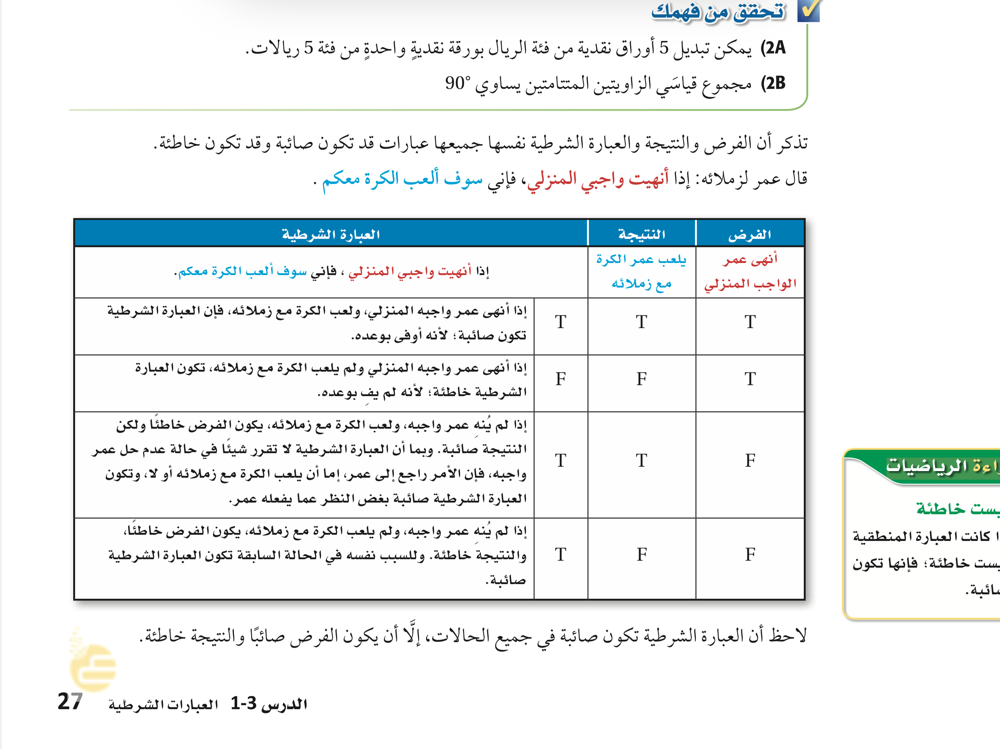 تحقق من فهمك
2A) يمكن تبديل 5 أوراق نقدية من فئة الريال بورقة نقديةٍ واحدةٍ من فئة 5 ريالات.
2B) مجموع قياسَي الزاويتين المتتامتين يساوي 90°
تذكر أن الفرض والنتيجة والعبارة الشرطية نفسها جميعها عبارات قد تكون صائبة وقد تكون خاطئة.
قال عمر لزملائه: إذا أنهيت واجبي المنزلي، فإني سوف ألعب الكرة معكم .
الفرض النتيجة العبارة الشرطية
أنهى عمر
الواجب المنزلي
يلعب عمر الكرة
مع زملائه
إذا أنهيت واجبي المنزلي ، فإني سوف ألعب الكرة معكم.
T T T
إذا أنهى عمر واجبه المنزلي، ولعب الكرة مع زملائه، فإن العبارة الشرطية
تكون صائبة؛ لأنه أوفى بوعده.
T F F
إذا أنهى عمر واجبه المنزلي ولم يلعب الكرة مع زملائه، تكون العبارة
الشرطية خاطئة؛ لأنه لم يفِ بوعده.
F T T
إذا لم يُنهِ عمر واجبه، ولعب الكرة مع زملائه، يكون الفرض خاطئًا ولكن
النتيجة صائبة. وبما أن العبارة الشرطية لا تقرر شيئًا في حالة عدم حل عمر
واجبه، فإن الأمر راجع إلى عمر، إما أن يلعب الكرة مع زملائه أو لا، وتكون
العبارة الشرطية صائبة بغض النظر عما يفعله عمر.
F F T
إذا لم يُنهِ عمر واجبه، ولم يلعب الكرة مع زملائه، يكون الفرض خاطئًا،
والنتيجة خاطئة. وللسبب نفسه في الحالة السابقة تكون العبارة الشرطية
صائبة.
الرياضيات
خاطئة
كانت العبارة المنطقية
خاطئة؛ فإنها تكون
لاحظ أن العبارة الشرطية تكون صائبة في جميع الحالات، إلَّا أن يكون الفرض صائبًا والنتيجة خاطئة.
الدرس 3-1 العبارات الشرطية 27